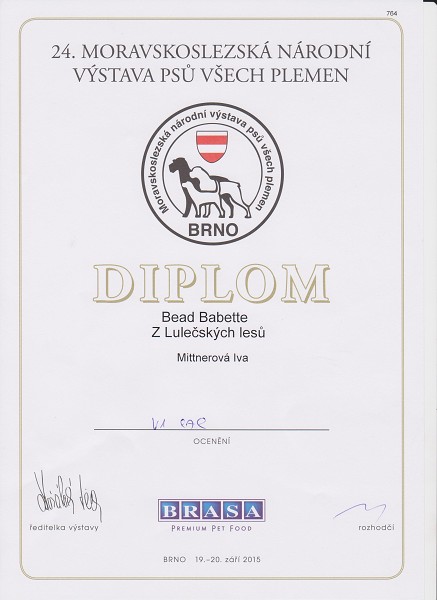 764
24. MORAVSKOSLEZSKÁ NÁRODNÍ
VÝSTAVA PSŮ VŠECH PLEMEN
Moravskoslezská národní výstava psů všech plemen
BRNO
DIPLOM
Bead Babette
Z Lulečských lesů
Mittnerová Iva
V1
OCENĚNÍ
ředitelka výstavy
BRASA
PREMIUM PET FOOD
rozhodčí
BRNO 19.–20. září 2015